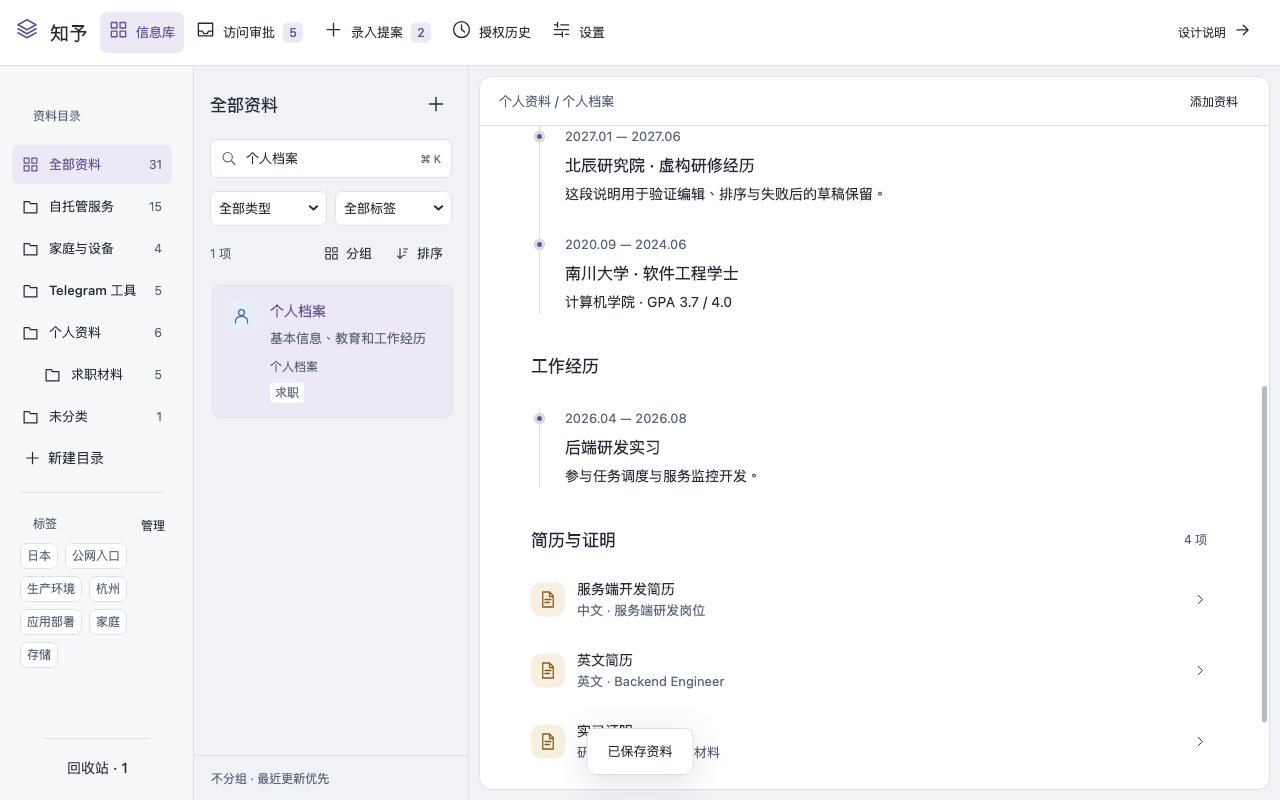 知予
信息库
访问审批 5
录入提案 2
授权历史
设置
设计说明
资料目录
全部资料 31
自托管服务 15
家庭与设备 4
Telegram 工具 5
个人资料 6
求职材料 5
未分类 1
新建目录
标签 管理
日本 公网入口
生产环境 杭州
应用部署 家庭
存储
回收站 · 1
全部资料
个人档案 ⌘ K
全部类型 全部标签
1 项 分组 排序
个人档案
基本信息、教育和工作经历
个人档案
求职
不分组 · 最近更新优先
个人资料 / 个人档案 添加资料
2027.01 — 2027.06
北辰研究院 · 虚构研修经历
这段说明用于验证编辑、排序与失败后的草稿保留。
2020.09 — 2024.06
南川大学 · 软件工程学士
计算机学院 · GPA 3.7 / 4.0
工作经历
2026.04 — 2026.08
后端研发实习
参与任务调度与服务监控开发。
简历与证明 4 项
服务端开发简历
中文 · 服务端研发岗位
英文简历
英文 · Backend Engineer
材料
已保存资料